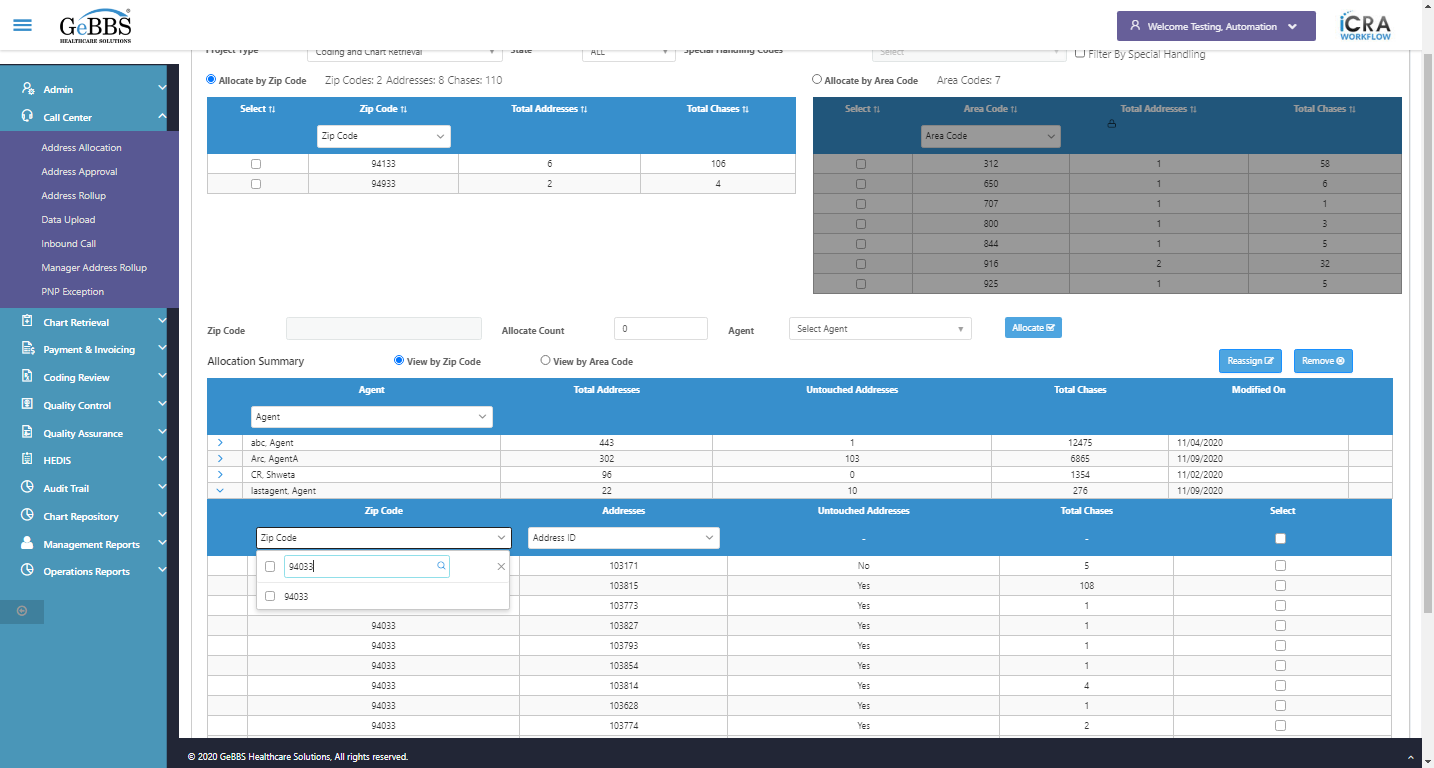 GeBBS
HEALTHCARE SOLUTIONS
Welcome Testing, Automation
iCRA
WORKFLOW
Project Type
Coding and Chart Retrieval
State
ALL
Special Handling Codes
Select
Filter By Special Handling
Admin
Call Center
Address Allocation
Address Approval
Address Rollup
Data Upload
Inbound Call
Manager Address Rollup
PNP Exception
Chart Retrieval
Payment & Invoicing
Coding Review
Quality Control
Quality Assurance
HEDIS
Audit Trail
Chart Repository
Management Reports
Operations Reports
Allocate by Zip Code Zip Codes: 2 Addresses: 8 Chases: 110
Select Zip Code Total Addresses Total Chases
Zip Code
94133 6 106
94933 2 4
Allocate by Area Code Area Codes: 7
Select Area Code Total Addresses Total Chases
Area Code
312 1 58
650 1 6
707 1 1
800 1 3
844 1 5
916 2 32
925 1 5
Zip Code Allocate Count 0 Agent Select Agent Allocate
Allocation Summary View by Zip Code View by Area Code Reassign Remove
Agent Total Addresses Untouched Addresses Total Chases Modified On
Agent
abc, Agent 443 1 12475 11/04/2020
Arc, AgentA 302 103 6865 11/09/2020
CR, Shweta 96 0 1354 11/02/2020
lastagent, Agent 22 10 276 11/09/2020
Zip Code Addresses Untouched Addresses Total Chases Select
Zip Code Address ID - -
94033
94033
103171 No 5
103815 Yes 108
103773 Yes 1
94033 103827 Yes 1
94033 103793 Yes 1
94033 103854 Yes 1
94033 103814 Yes 4
94033 103628 Yes 1
94033 103774 Yes 2
© 2020 GeBBS Healthcare Solutions, All rights reserved.